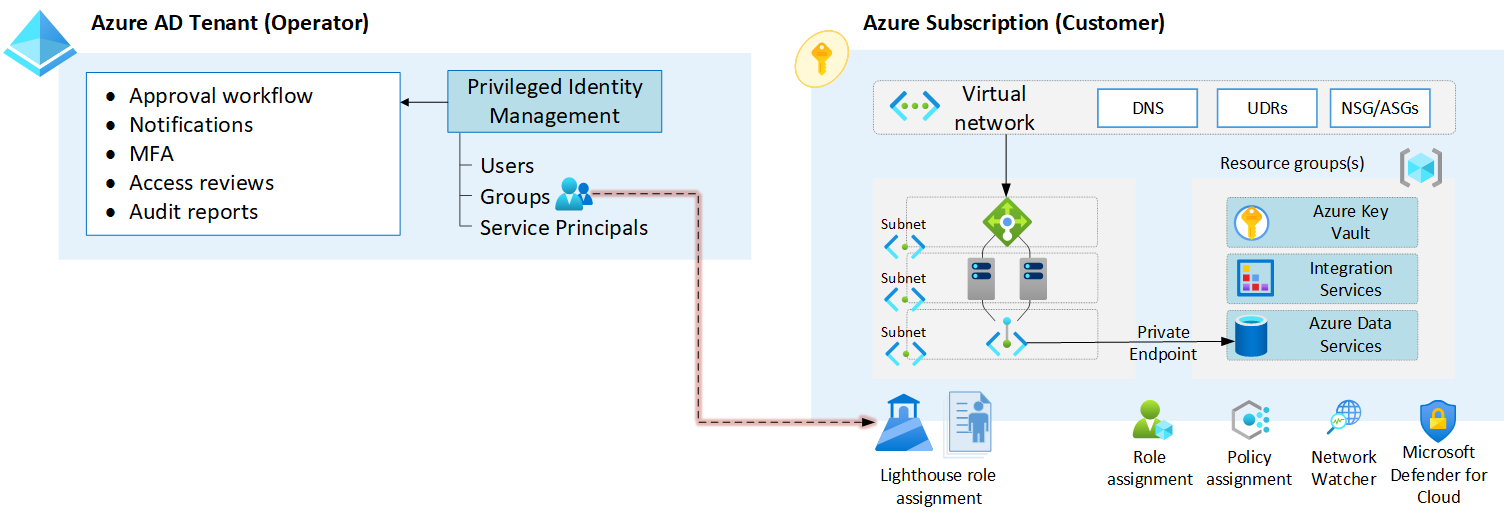 Azure AD Tenant (Operator)
• Approval workflow
• Notifications
• MFA
• Access reviews
• Audit reports
Privileged Identity
Management
Users
Groups
Service Principals
Azure Subscription (Customer)
Virtual
network
DNS
UDRs
NSG/ASGs
Resource groups(s)
Subnet
Subnet
Subnet
Azure Key
Vault
Integration
Services
Azure Data
Services
Private
Endpoint
Lighthouse role
assignment
Role
assignment
Policy
assignment
Network
Watcher
Microsoft
Defender for
Cloud